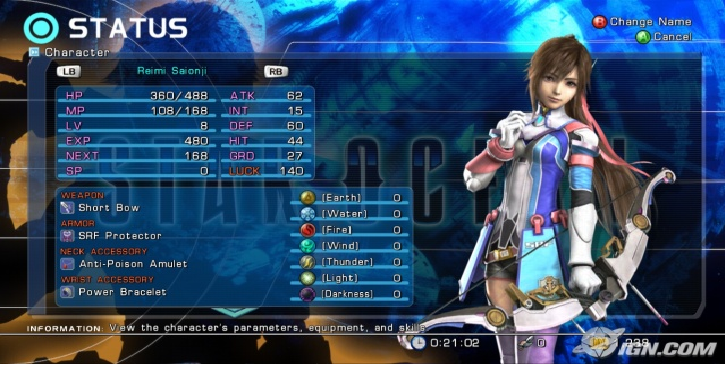 STATUS
B Change Name
A Cancel
Character
LB Reimi Saionji RB
HP 360/488 ATK 62
MP 108/168 INT 15
LV 8 DEF 60
EXP 480 HIT 44
NEXT 168 GRD 27
SP 0 LUCK 140
STAR OCEAN
WEAPON
Short Bow
ARMOR
SRF Protector
NECK ACCESSORY
Anti-Poison Amulet
WRIST ACCESSORY
Power Bracelet
[Earth] 0
[Water] 0
[Fire] 0
[Wind] 0
[Thunder] 0
[Light] 0
[Darkness] 0
INFORMATION: View the character's parameters, equipment, and skills
0:21:02 0 239
IGN.COM